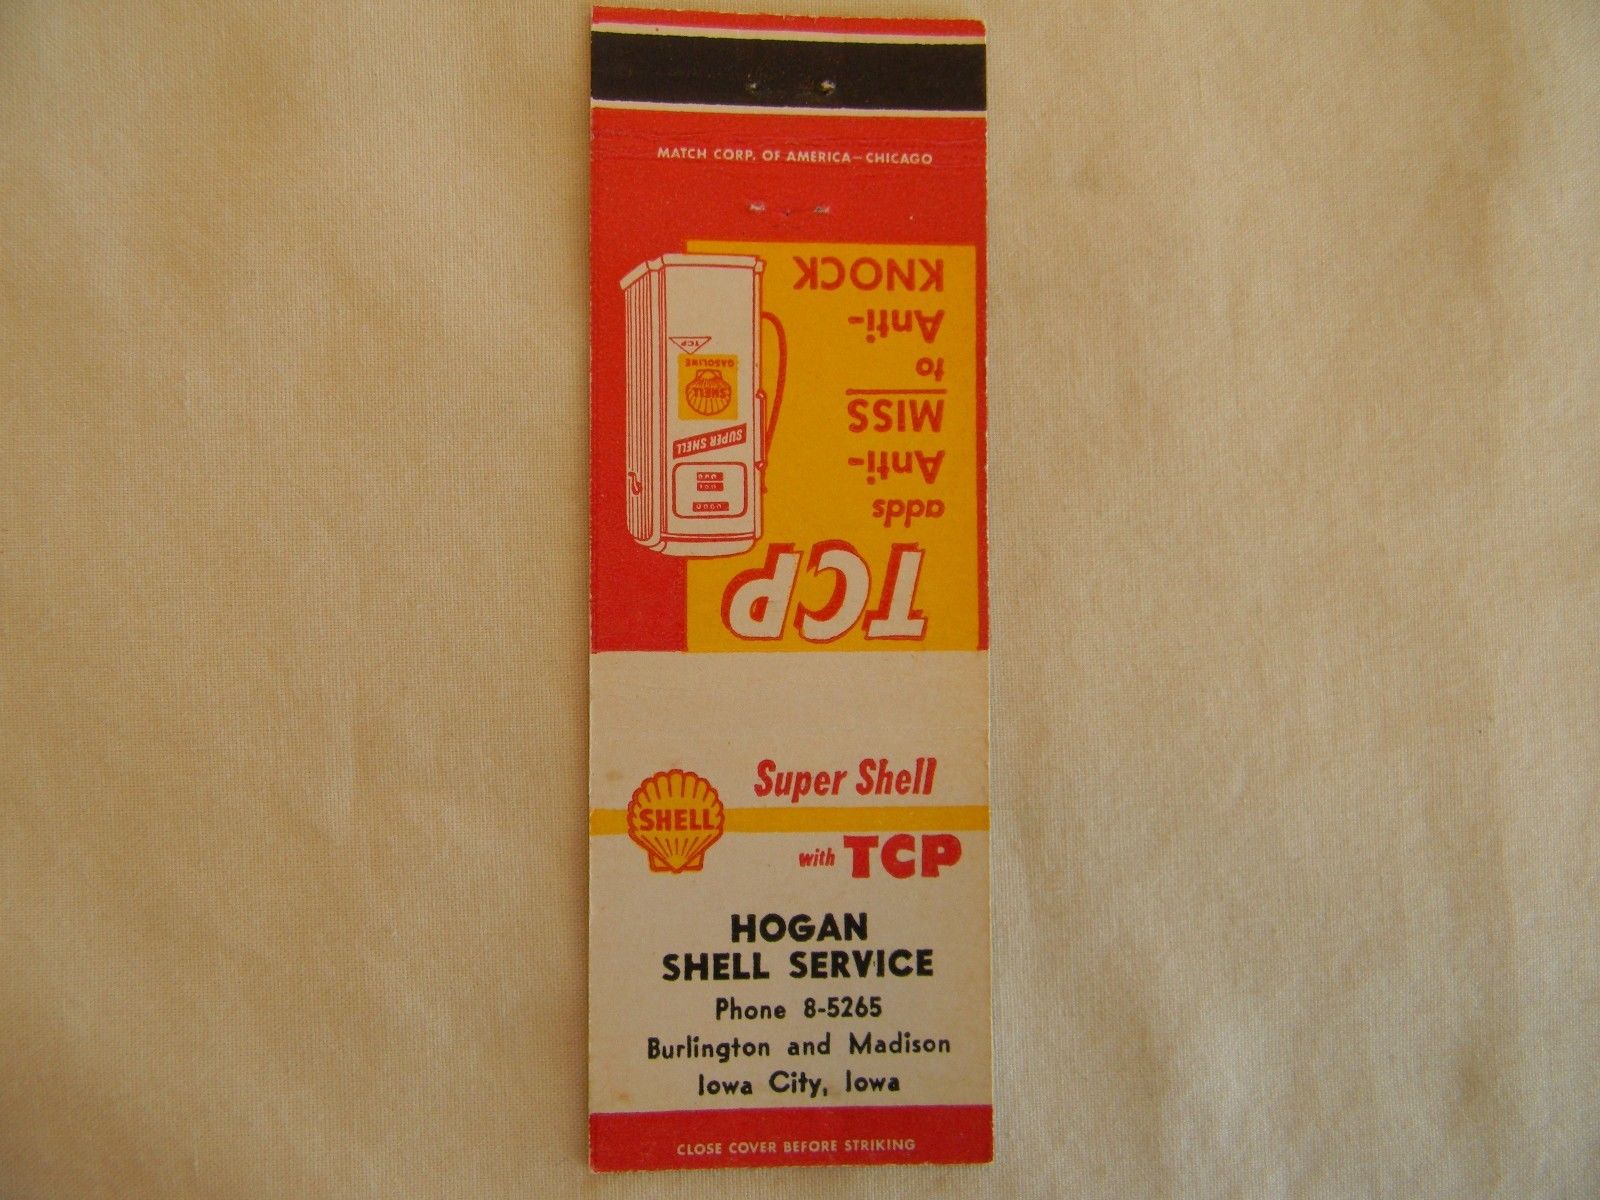 MATCH CORP. OF AMERICA—CHICAGO
TCP
adds
Anti-
MISS
to
Anti-
KNOCK
SUPER SHELL
SHELL
GASOLINE
TCP
Super Shell
SHELL
with TCP
HOGAN
SHELL SERVICE
Phone 8-5265
Burlington and Madison
Iowa City, Iowa
CLOSE COVER BEFORE STRIKING